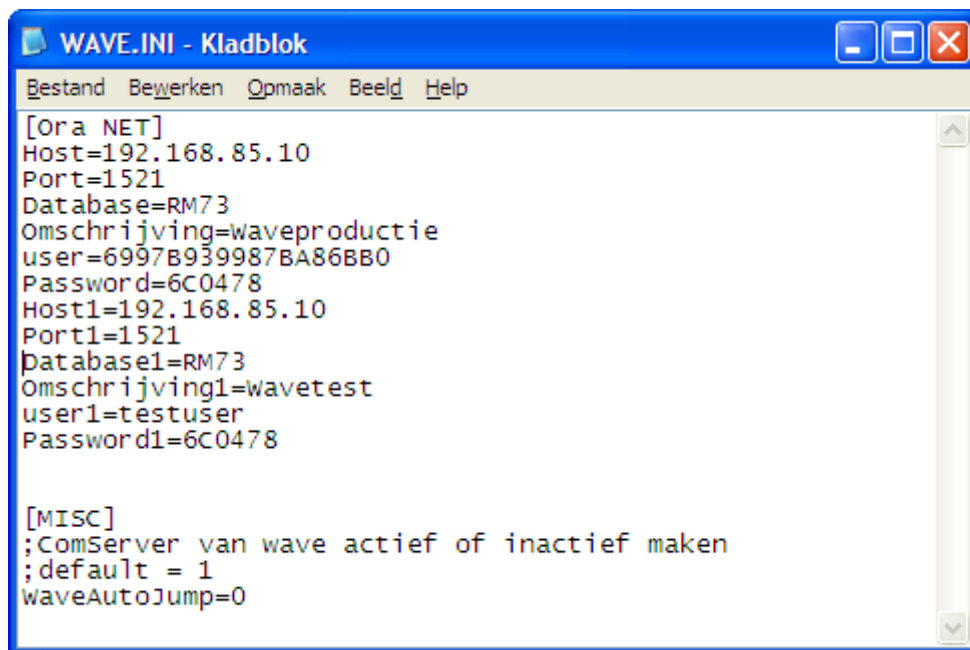 WAVE.INI - Kladblok
Bestand Bewerken Opmaak Beeld Help
[Ora NET]
Host=192.168.85.10
Port=1521
Database=RM73
Omschrijving=Waveproductie
user=6997B939987BA86BB0
Password=6C0478
Host1=192.168.85.10
Port1=1521
Database1=RM73
Omschrijving1=Wavetest
user1=testuser
Password1=6C0478
[MISC]
;ComServer van wave actief of inactief maken
;default = 1
WaveAutoJump=0